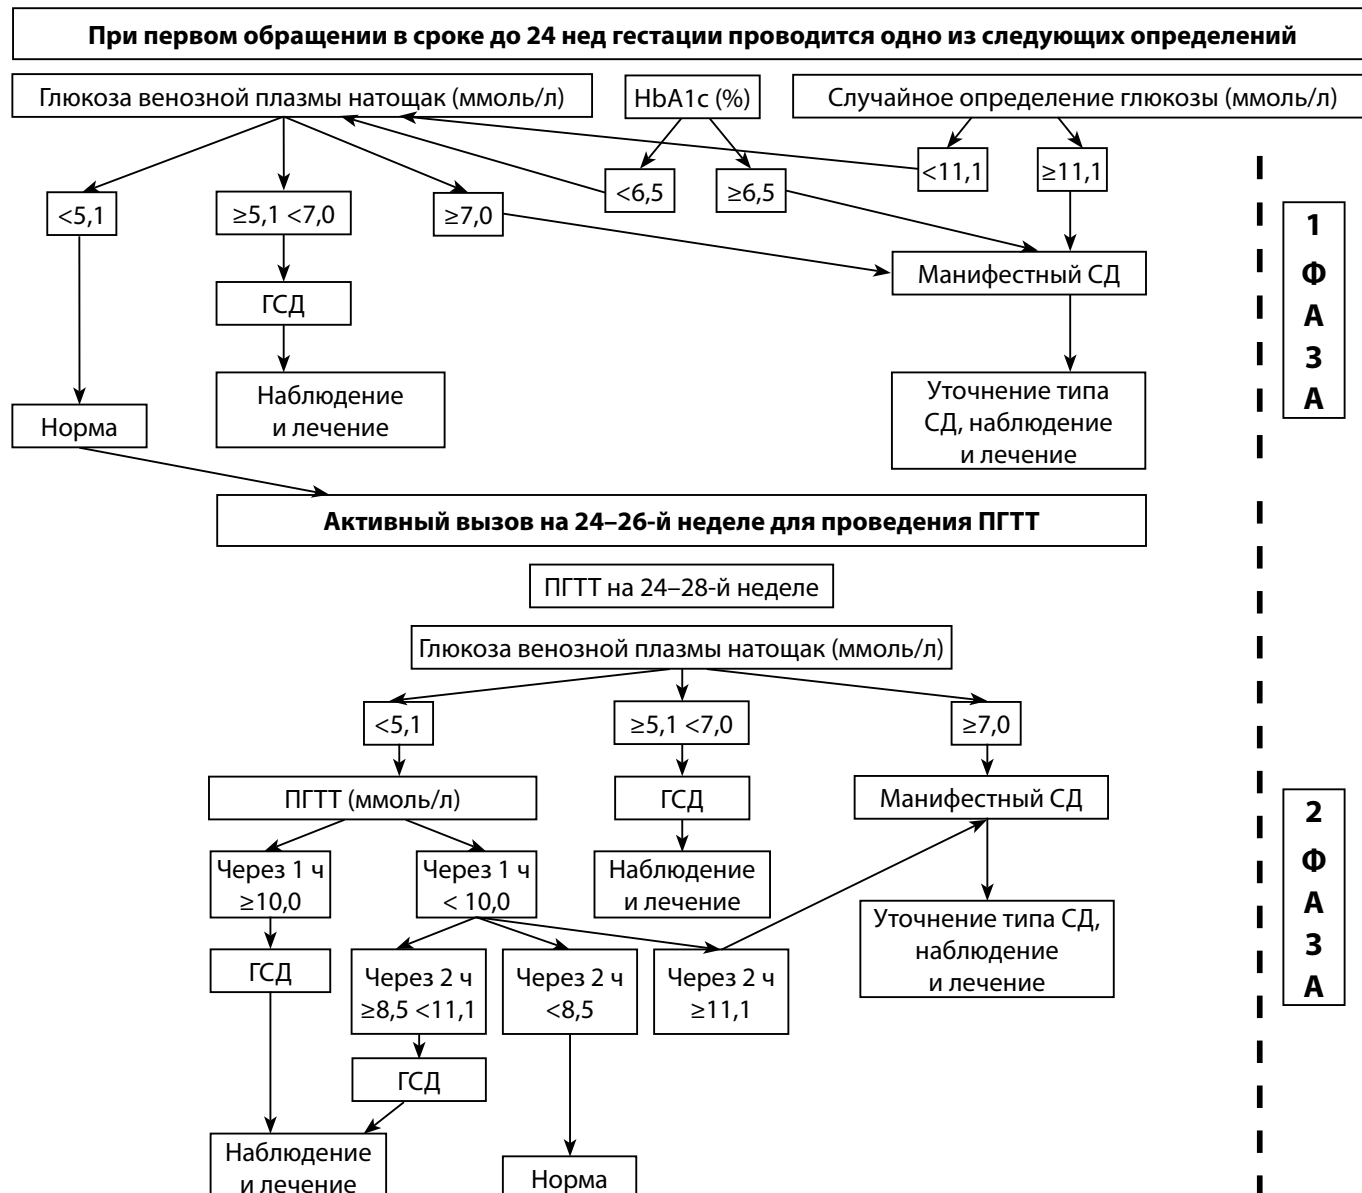 При первом обращении в сроке до 24 нед гестации проводится одно из следующих определений
Глюкоза венозной плазмы натощак (ммоль/л)
HbA1c (%)
Случайное определение глюкозы (ммоль/л)
<5,1
≥5,1 <7,0
≥7,0
<6,5
≥6,5
<11,1
≥11,1
ГСД
Манифестный СД
Норма
Наблюдение
и лечение
Уточнение типа
СД, наблюдение
и лечение
1
Ф
А
З
А
Активный вызов на 24–26-й неделе для проведения ПГТТ
ПГТТ на 24–28-й неделе
Глюкоза венозной плазмы натощак (ммоль/л)
<5,1
≥5,1 <7,0
≥7,0
ПГТТ (ммоль/л)
ГСД
Манифестный СД
Через 1 ч
≥10,0
Через 1 ч
< 10,0
Наблюдение
и лечение
Уточнение типа СД,
наблюдение
и лечение
ГСД
Через 2 ч
≥8,5 <11,1
Через 2 ч
<8,5
Через 2 ч
≥11,1
ГСД
Наблюдение
и лечение
Норма
2
Ф
А
З
А